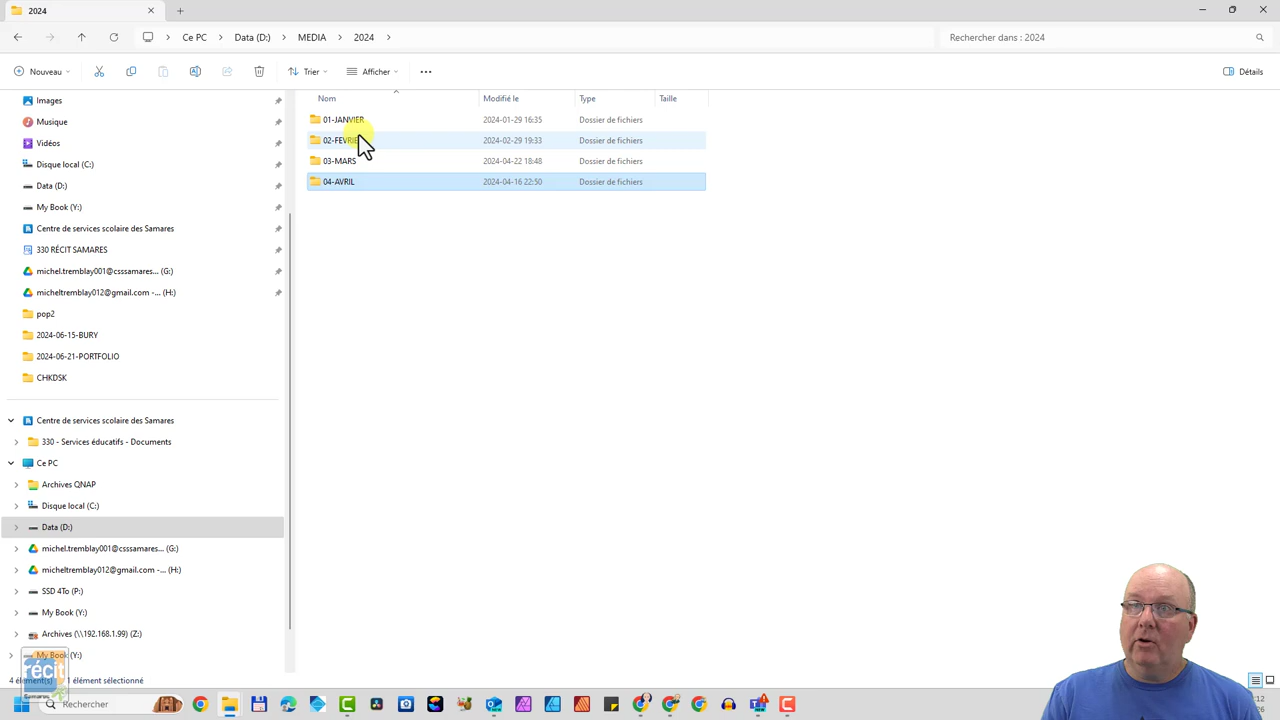 2024
Ce PC > Data (D:) > MEDIA > 2024 >
Rechercher dans : 2024
Nouveau
Trier
Afficher
Détails
Images
Musique
Vidéos
Disque local (C:)
Data (D:)
My Book (Y:)
Centre de services scolaire des Samares
330 RÉCIT SAMARES
michel.tremblay001@csssamares... (G:)
micheltremblay012@gmail.com -... (H:)
pop2
2024-06-15-BURY
2024-06-21-PORTFOLIO
CHKDSK
Centre de services scolaire des Samares
330 - Services éducatifs - Documents
Ce PC
Archives QNAP
Disque local (C:)
Data (D:)
michel.tremblay001@csssamares... (G:)
micheltremblay012@gmail.com -... (H:)
SSD 4To (P:)
My Book (Y:)
Archives (\\192.168.1.99) (Z:)
My Book (Y:)
Nom Modifié le Type Taille
01-JANVIER 2024-01-29 16:35 Dossier de fichiers
2024-02-29 19:33 Dossier de fichiers
03-MARS 2024-04-22 18:48 Dossier de fichiers
04-AVRIL 2024-04-16 22:50 Dossier de fichiers
4 élément(s) 1 élément sélectionné
récit
Samares
Rechercher